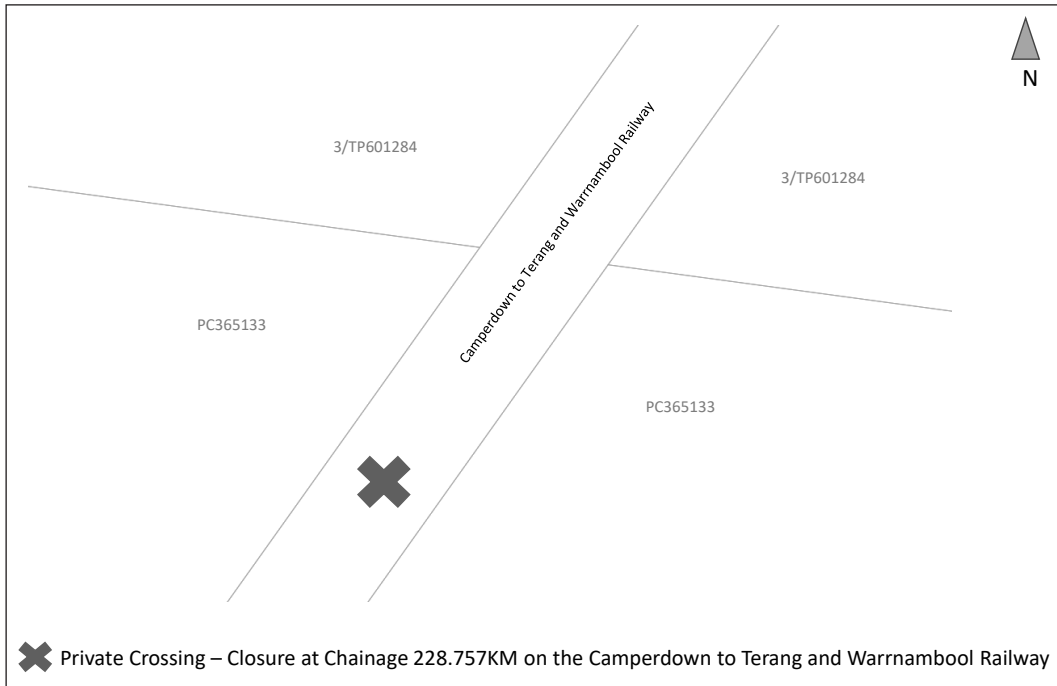 N
3/TP601284
3/TP601284
Camperdown to Terang and Warrnambool Railway
PC365133
PC365133
Private Crossing – Closure at Chainage 228.757KM on the Camperdown to Terang and Warrnambool Railway